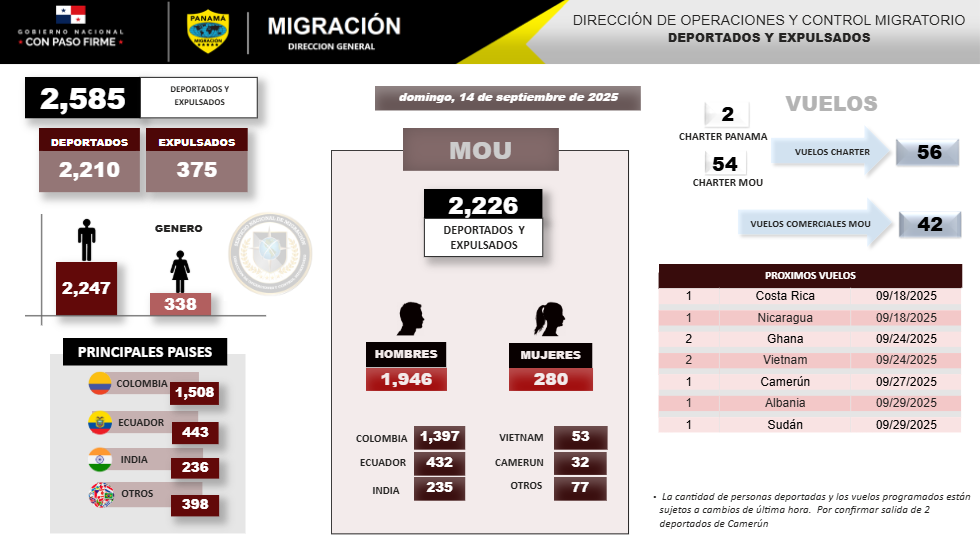 GOBIERNO NACIONAL
• CON PASO FIRME •
PANAMA
MIGRACIÓN
MIGRACIÓN
DIRECCION GENERAL
DIRECCIÓN DE OPERACIONES Y CONTROL MIGRATORIO
DEPORTADOS Y EXPULSADOS
2,585
DEPORTADOS Y
EXPULSADOS
DEPORTADOS
2,210
EXPULSADOS
375
GENERO
2,247
338
PRINCIPALES PAISES
COLOMBIA
1,508
ECUADOR
443
INDIA
236
OTROS
398
domingo, 14 de septiembre de 2025
MOU
2,226
DEPORTADOS Y
EXPULSADOS
HOMBRES
1,946
MUJERES
280
COLOMBIA 1,397
ECUADOR 432
INDIA 235
VIETNAM 53
CAMERUN 32
OTROS 77
VUELOS
2
CHARTER PANAMA
54
CHARTER MOU
VUELOS CHARTER
56
VUELOS COMERCIALES MOU
42
PROXIMOS VUELOS
1 Costa Rica 09/18/2025
1 Nicaragua 09/18/2025
2 Ghana 09/24/2025
2 Vietnam 09/24/2025
1 Camerún 09/27/2025
1 Albania 09/29/2025
1 Sudán 09/29/2025
• La cantidad de personas deportadas y los vuelos programados están
sujetos a cambios de última hora. Por confirmar salida de 2
deportados de Camerún